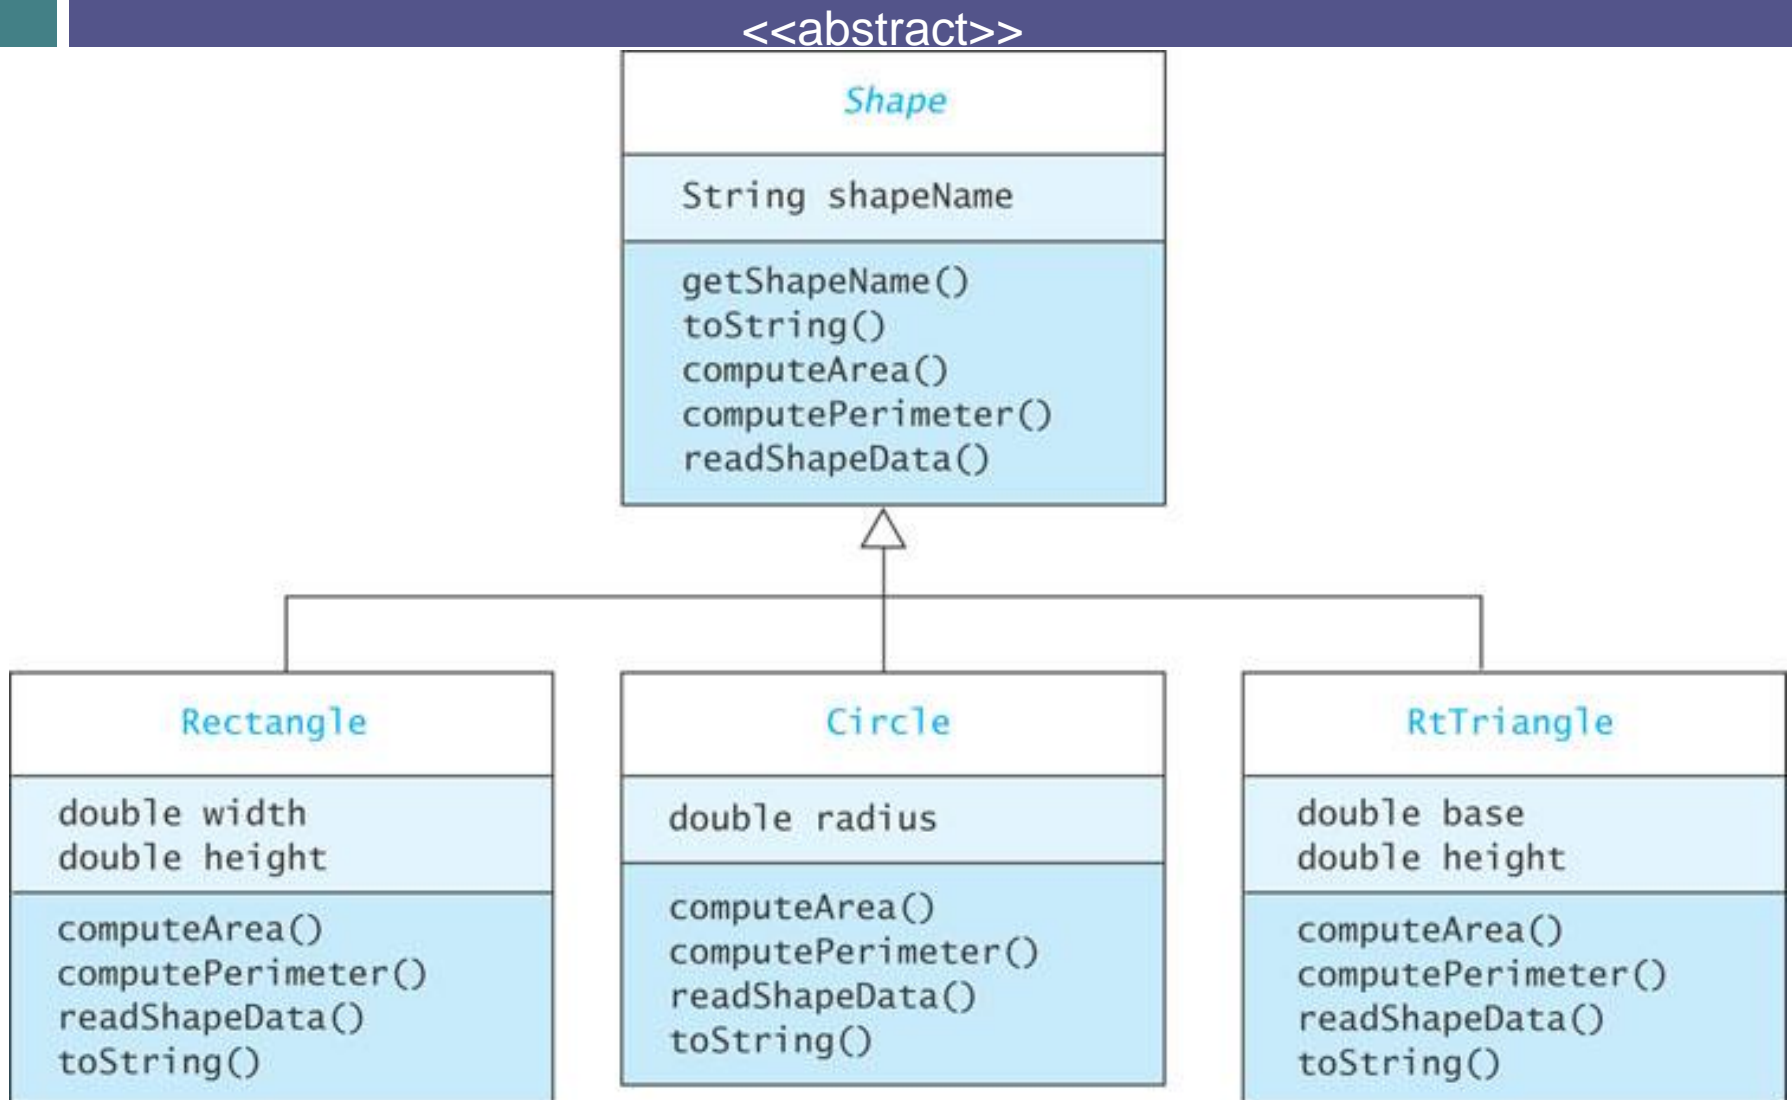 <<abstract>>
Shape
String shapeName
getShapeName()
toString()
computeArea()
computePerimeter()
readShapeData()
Rectangle
double width
double height
computeArea()
computePerimeter()
readShapeData()
toString()
Circle
double radius
computeArea()
computePerimeter()
readShapeData()
toString()
RtTriangle
double base
double height
computeArea()
computePerimeter()
readShapeData()
toString()